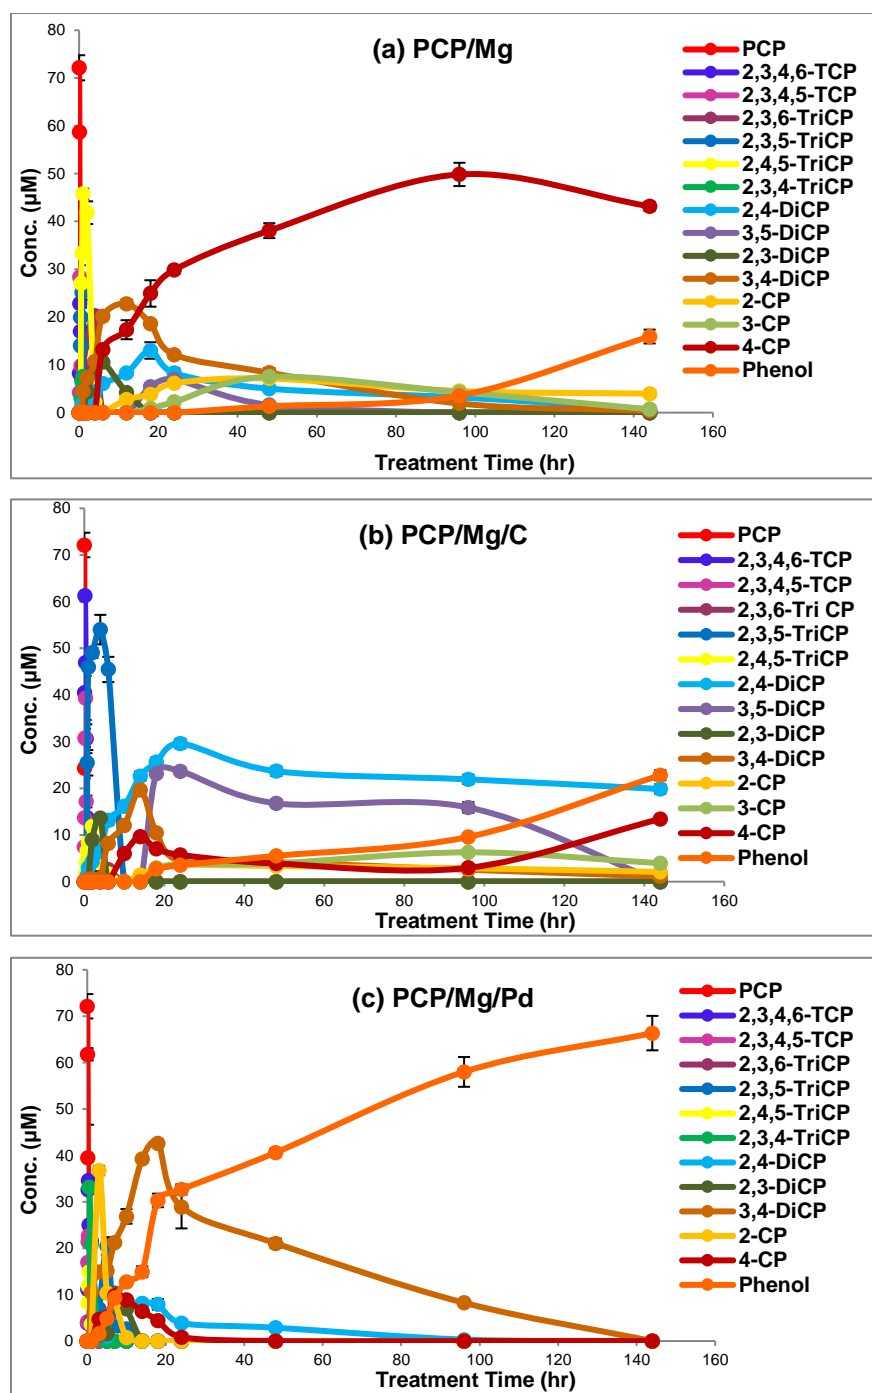 (a) PCP/Mg
80
70
60
50
40
30
20
10
0
Conc. (µM)
0 20 40 60 80 100 120 140 160
Treatment Time (hr)
PCP
2,3,4,6-TCP
2,3,4,5-TCP
2,3,6-TriCP
2,3,5-TriCP
2,4,5-TriCP
2,3,4-TriCP
2,4-DiCP
3,5-DiCP
2,3-DiCP
3,4-DiCP
2-CP
3-CP
4-CP
Phenol
(b) PCP/Mg/C
80
70
60
50
40
30
20
10
0
Conc. (µM)
0 20 40 60 80 100 120 140 160
Treatment Time (hr)
PCP
2,3,4,6-TCP
2,3,4,5-TCP
2,3,6-Tri CP
2,3,5-TriCP
2,4,5-TriCP
2,4-DiCP
3,5-DiCP
2,3-DiCP
3,4-DiCP
2-CP
3-CP
4-CP
Phenol
(c) PCP/Mg/Pd
80
70
60
50
40
30
20
10
0
Conc. (µM)
0 20 40 60 80 100 120 140 160
Treatment Time (hr)
PCP
2,3,4,6-TCP
2,3,4,5-TCP
2,3,6-TriCP
2,3,5-TriCP
2,4,5-TriCP
2,3,4-TriCP
2,4-DiCP
2,3-DiCP
3,4-DiCP
2-CP
4-CP
Phenol